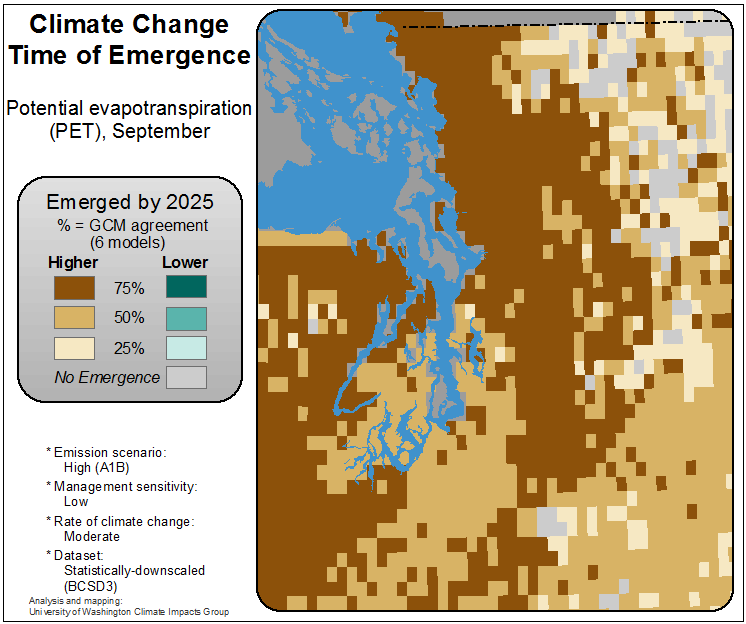 Climate Change
Time of Emergence
Potential evapotranspiration
(PET), September
Emerged by 2025
% = GCM agreement
(6 models)
Higher Lower
75%
50%
25%
No Emergence
* Emission scenario:
High (A1B)
* Management sensitivity:
Low
* Rate of climate change:
Moderate
* Dataset:
Statistically-downscaled
(BCSD3)
Analysis and mapping:
University of Washington Climate Impacts Group